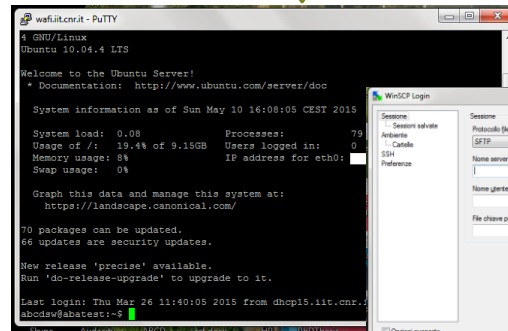 wafi.iit.cnr.it - PuTTY
4 GNU/Linux
Ubuntu 10.04.4 LTS
Welcome to the Ubuntu Server!
* Documentation:  http://www.ubuntu.com/server/doc
System information as of Sun May 10 16:08:05 CEST 2015
System load:  0.08    Processes:    79
Usage of /:   19.4% of 9.15GB    Users logged in:    0
Memory usage: 8%    IP address for eth0:
Swap usage:   0%
Graph this data and manage this system at:
https://landscape.canonical.com/
70 packages can be updated.
66 updates are security updates.
New release 'precise' available.
Run 'do-release-upgrade' to upgrade to it.
Last login: Thu Mar 26 11:40:05 2015 from dhcp15.iit.cnr.
abcdsw@abatest:~$
WinSCP Login
Sessione
Sessioni salvate
Ambiente
Cartelle
SSH
Preferenze
Sessione
Protocollo file
SFTP
Nome server
Nome utente
File chiave p